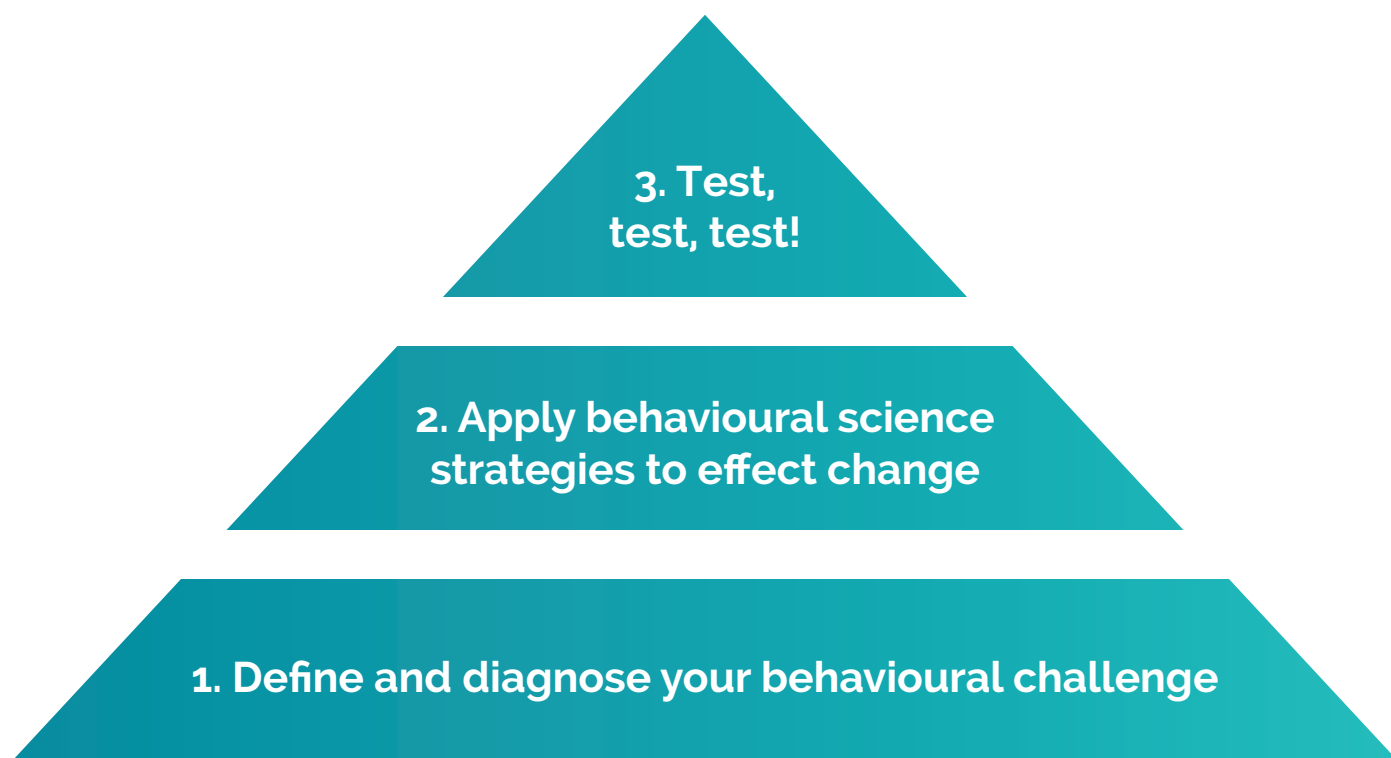 3. Test,
test, test!
2. Apply behavioural science
strategies to effect change
1. Define and diagnose your behavioural challenge